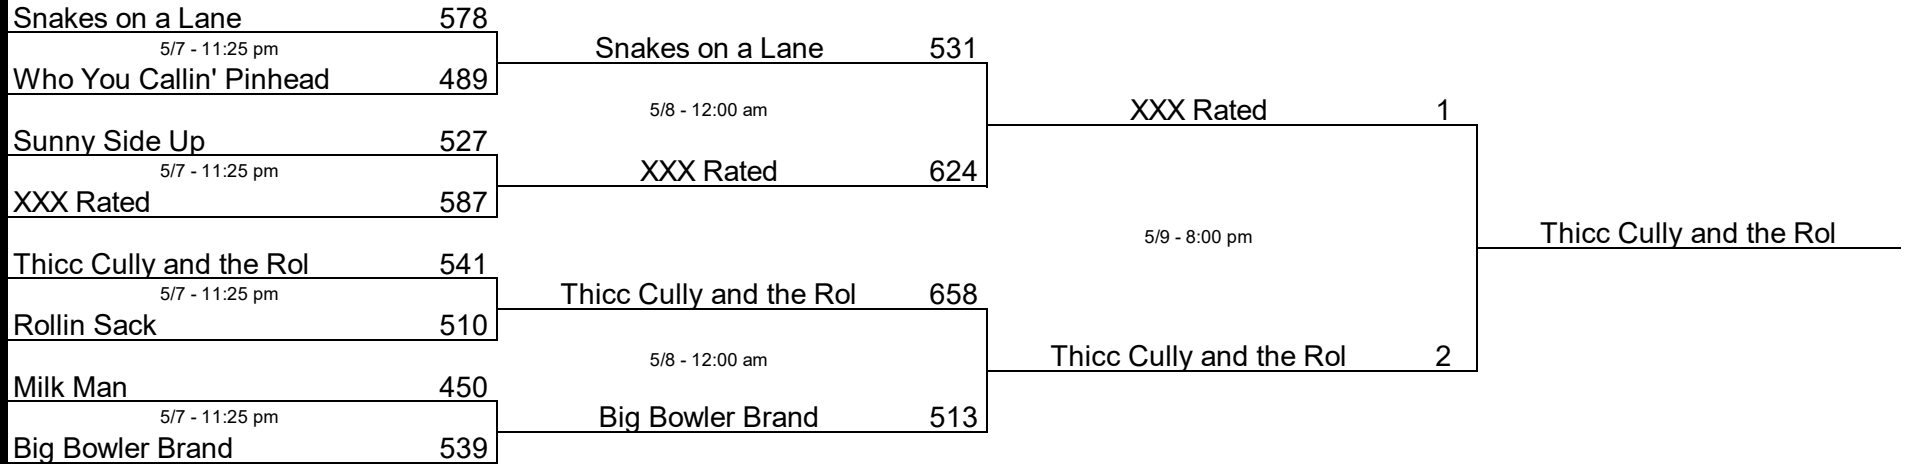 Snakes on a Lane 578
5/7 - 11:25 pm
Who You Callin' Pinhead 489
Sunny Side Up 527
5/7 - 11:25 pm
XXX Rated 587
Thicc Cully and the Rol 541
5/7 - 11:25 pm
Rollin Sack 510
Milk Man 450
5/7 - 11:25 pm
Big Bowler Brand 539
Snakes on a Lane 531
5/8 - 12:00 am
XXX Rated 624
Thicc Cully and the Rol 658
5/8 - 12:00 am
Big Bowler Brand 513
XXX Rated 1
5/9 - 8:00 pm
Thicc Cully and the Rol 2
Thicc Cully and the Rol